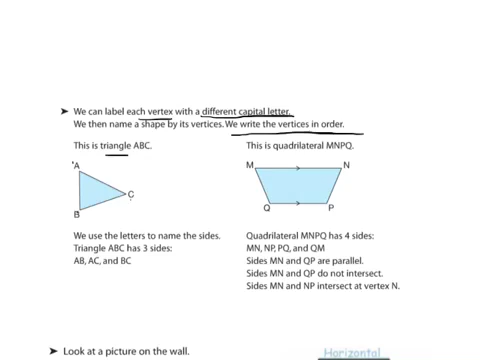 ➤ We can label each vertex with a different capital letter.
We then name a shape by its vertices. We write the vertices in order.
This is triangle ABC.
A
C
B
We use the letters to name the sides.
Triangle ABC has 3 sides:
AB, AC, and BC
This is quadrilateral MNPQ.
M N
Q P
Quadrilateral MNPQ has 4 sides:
MN, NP, PQ, and QM
Sides MN and QP are parallel.
Sides MN and QP do not intersect.
Sides MN and NP intersect at vertex N.
➤ Look at a picture on the wall.
Horizontal